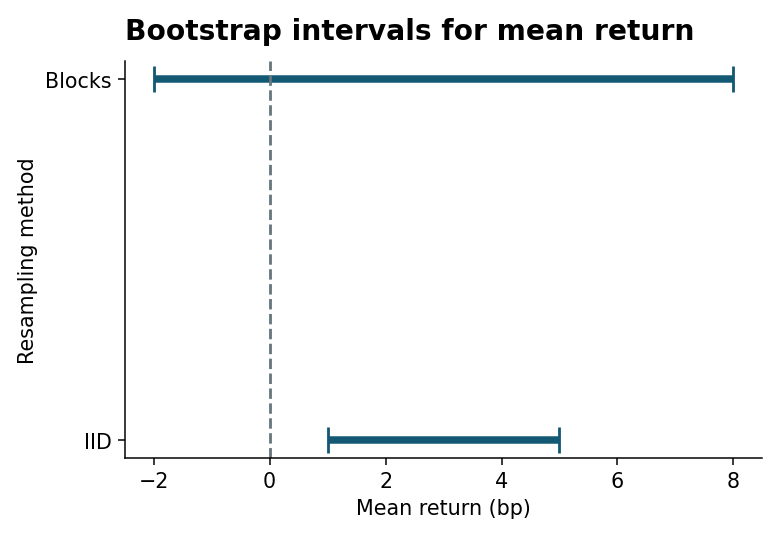 Bootstrap intervals for mean return
Blocks
Resampling method
IID
−2 0 2 4 6 8
Mean return (bp)